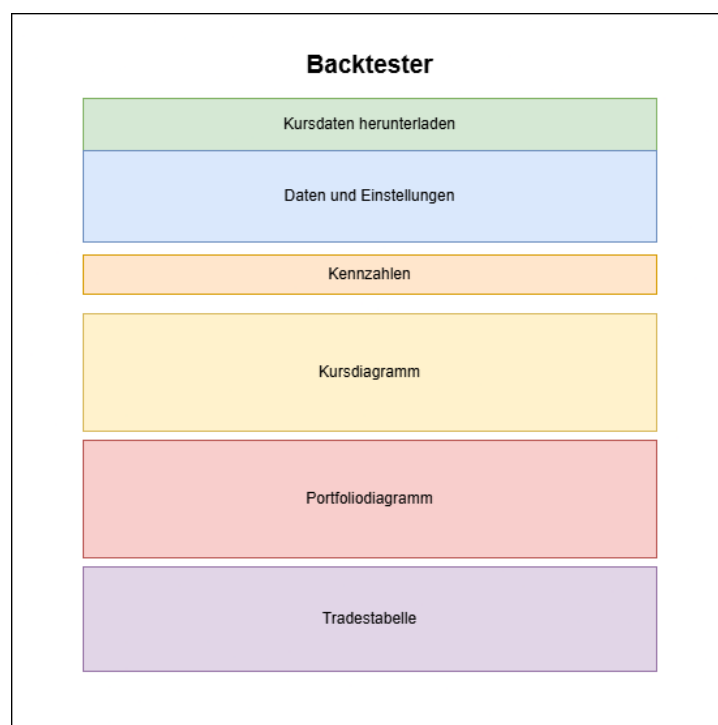 Backtester
Kursdaten herunterladen
Daten und Einstellungen
Kennzahlen
Kursdiagramm
Portfoliodiagramm
Tradestabelle